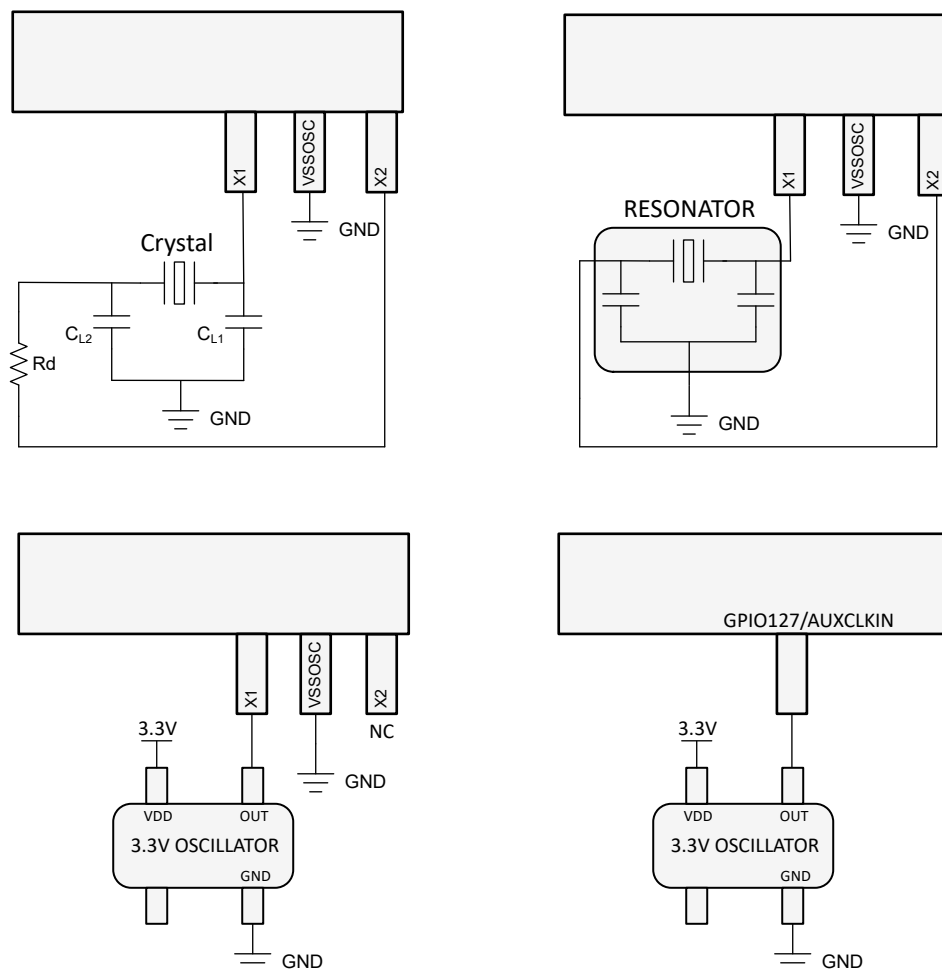 X1
VSSOSC
X2
GND
Crystal
CL2
CL1
Rd
GND
X1
VSSOSC
X2
GND
RESONATOR
GND
X1
VSSOSC
X2
NC
3.3V
GND
VDD OUT
3.3V OSCILLATOR
GND
GND
GPIO127/AUXCLKIN
3.3V
VDD OUT
3.3V OSCILLATOR
GND
GND